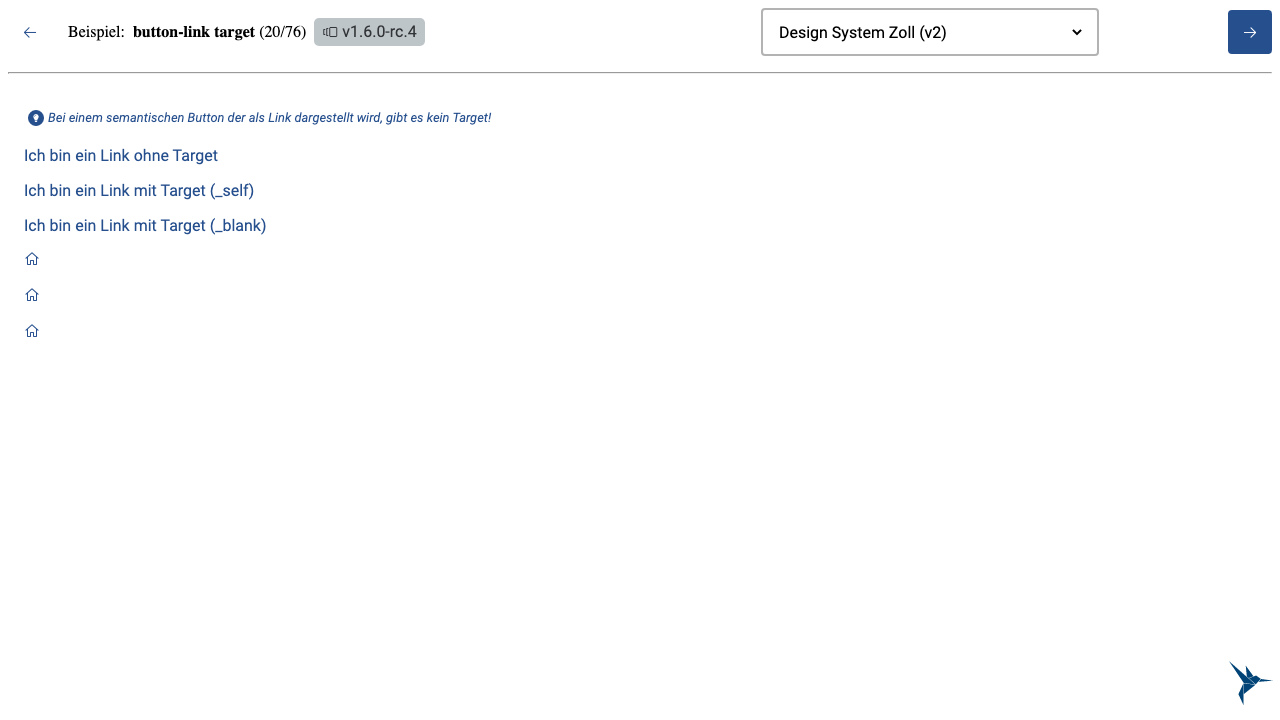 Beispiel: button-link target (20/76) v1.6.0-rc.4 Design System Zoll (v2)
Bei einem semantischen Button der als Link dargestellt wird, gibt es kein Target!
Ich bin ein Link ohne Target
Ich bin ein Link mit Target (_self)
Ich bin ein Link mit Target (_blank)